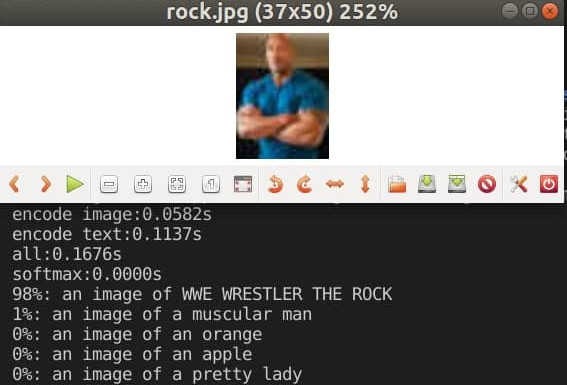 rock.jpg (37x50) 252%
encode image:0.0582s
encode text:0.1137s
all:0.1676s
softmax:0.0000s
98%: an image of WWE WRESTLER THE ROCK
1%: an image of a muscular man
0%: an image of an orange
0%: an image of an apple
0%: an image of a pretty lady